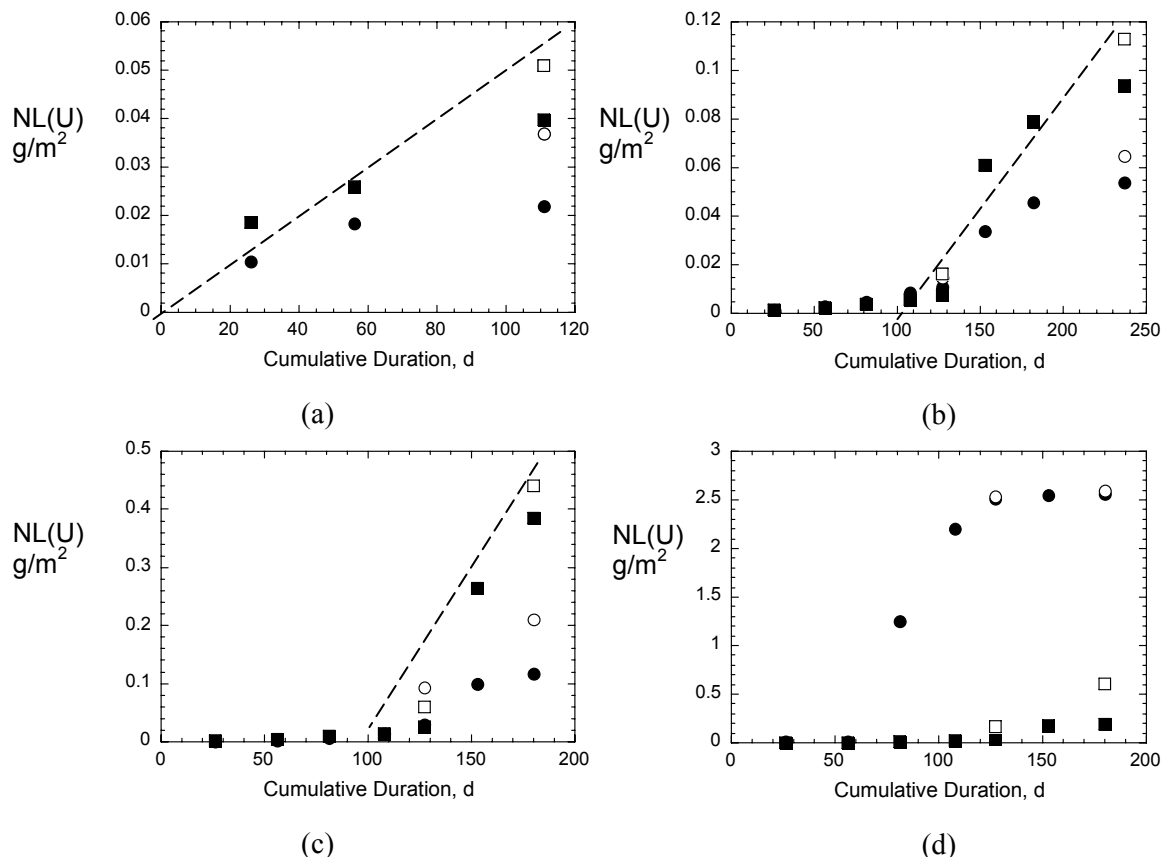 0.06
0.05
0.04
0.03
0.02
0.01
0
NL(U)
g/m²
0 20 40 60 80 100 120
Cumulative Duration, d
(a)
0.12
0.1
0.08
0.06
0.04
0.02
0
NL(U)
g/m²
0 50 100 150 200 250
Cumulative Duration, d
(b)
0.5
0.4
0.3
0.2
0.1
0
NL(U)
g/m²
0 50 100 150 200
Cumulative Duration, d
(c)
3
2.5
2
1.5
1
0.5
0
NL(U)
g/m²
0 50 100 150 200
Cumulative Duration, d
(d)